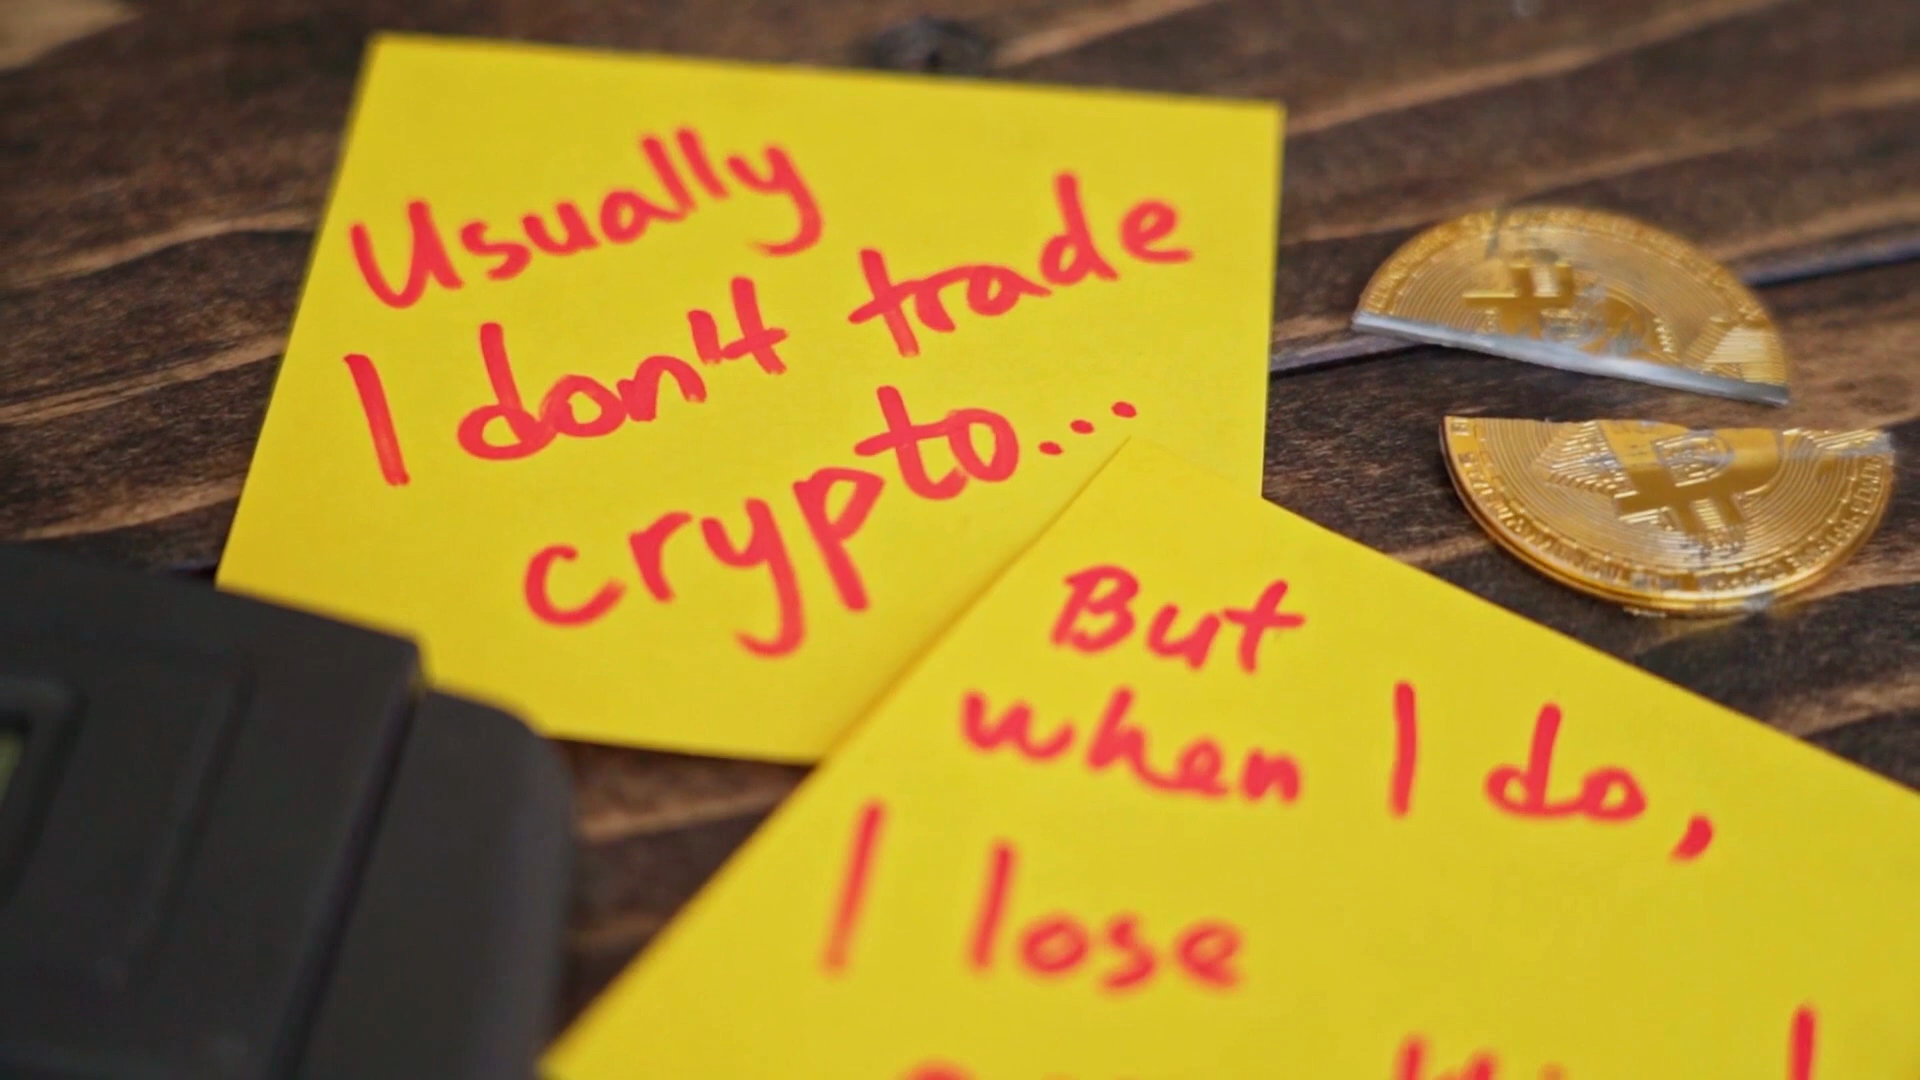 Usually
I don't trade
crypto...
But
when I do,
I lose